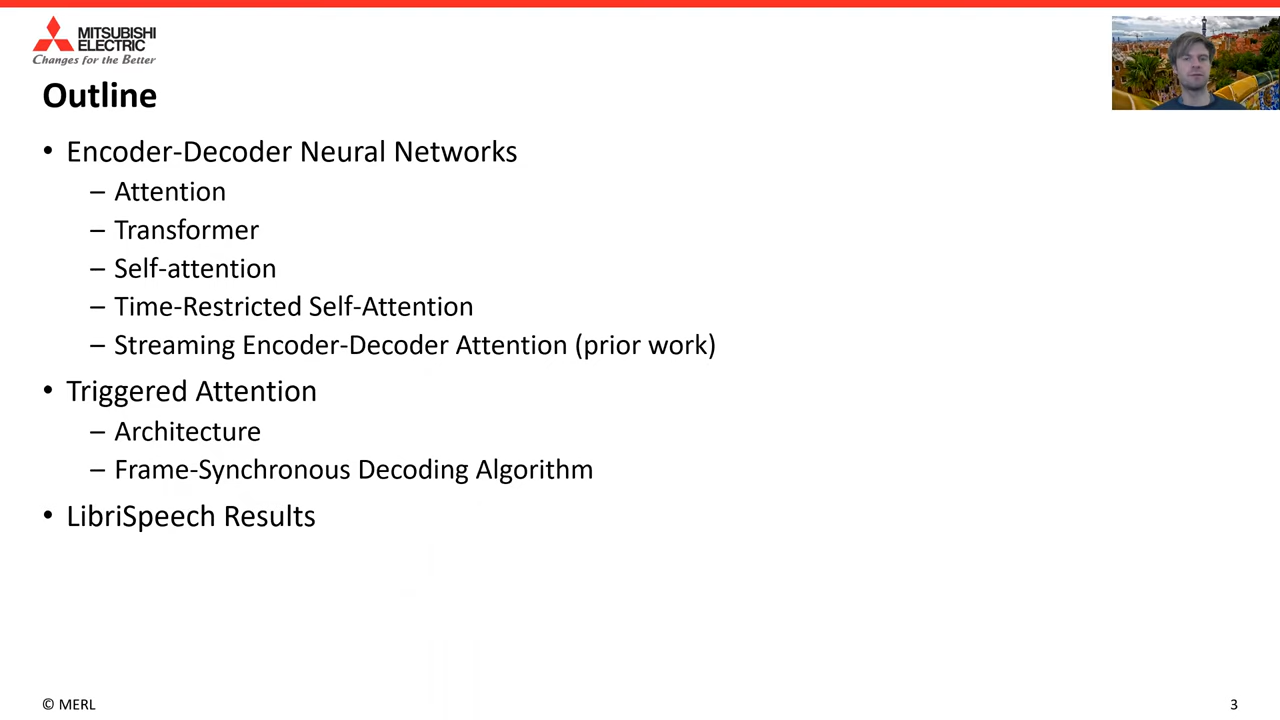 MITSUBISHI
ELECTRIC
Changes for the Better
Outline
• Encoder-Decoder Neural Networks
– Attention
– Transformer
– Self-attention
– Time-Restricted Self-Attention
– Streaming Encoder-Decoder Attention (prior work)
• Triggered Attention
– Architecture
– Frame-Synchronous Decoding Algorithm
• LibriSpeech Results
© MERL
3